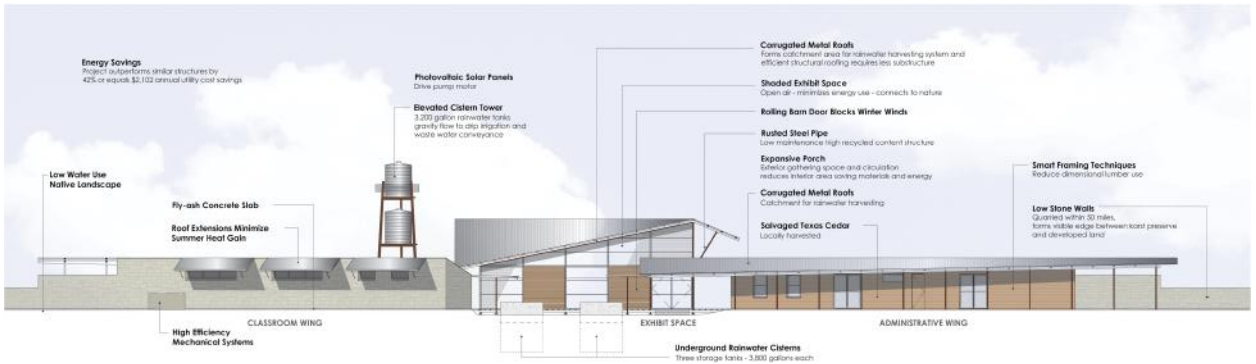 Energy Savings
Project outperforms similar structures by
42% or equals $2,102 annual utility cost savings
Photovoltaic Solar Panels
Drive pump motor
Elevated Cistern Tower
3,200 gallon rainwater tanks
gravity flow to drip irrigation and
waste water conveyance
Corrugated Metal Roofs
Forms catchment area for rainwater harvesting system and
efficient structural roofing requires less substructure
Shaded Exhibit Space
Open air - minimizes energy use - connects to nature
Rolling Barn Door Blocks Winter Winds
Rusted Steel Pipe
Low maintenance high recycled content structure
Expansive Porch
Exterior gathering space and circulation
reduces interior area saving materials and energy
Corrugated Metal Roofs
Catchment for rainwater harvesting
Salvaged Texas Cedar
Locally harvested
Smart Framing Techniques
Reduce dimensional lumber use
Low Stone Walls
Quarried within 50 miles,
forms visible edge between karst preserve
and developed land
Low Water Use
Native Landscape
Fly-ash Concrete Slab
Roof Extensions Minimize
Summer Heat Gain
High Efficiency
Mechanical Systems
CLASSROOM WING
EXHIBIT SPACE
ADMINISTRATIVE WING
Underground Rainwater Cisterns
Three storage tanks - 3,800 gallons each